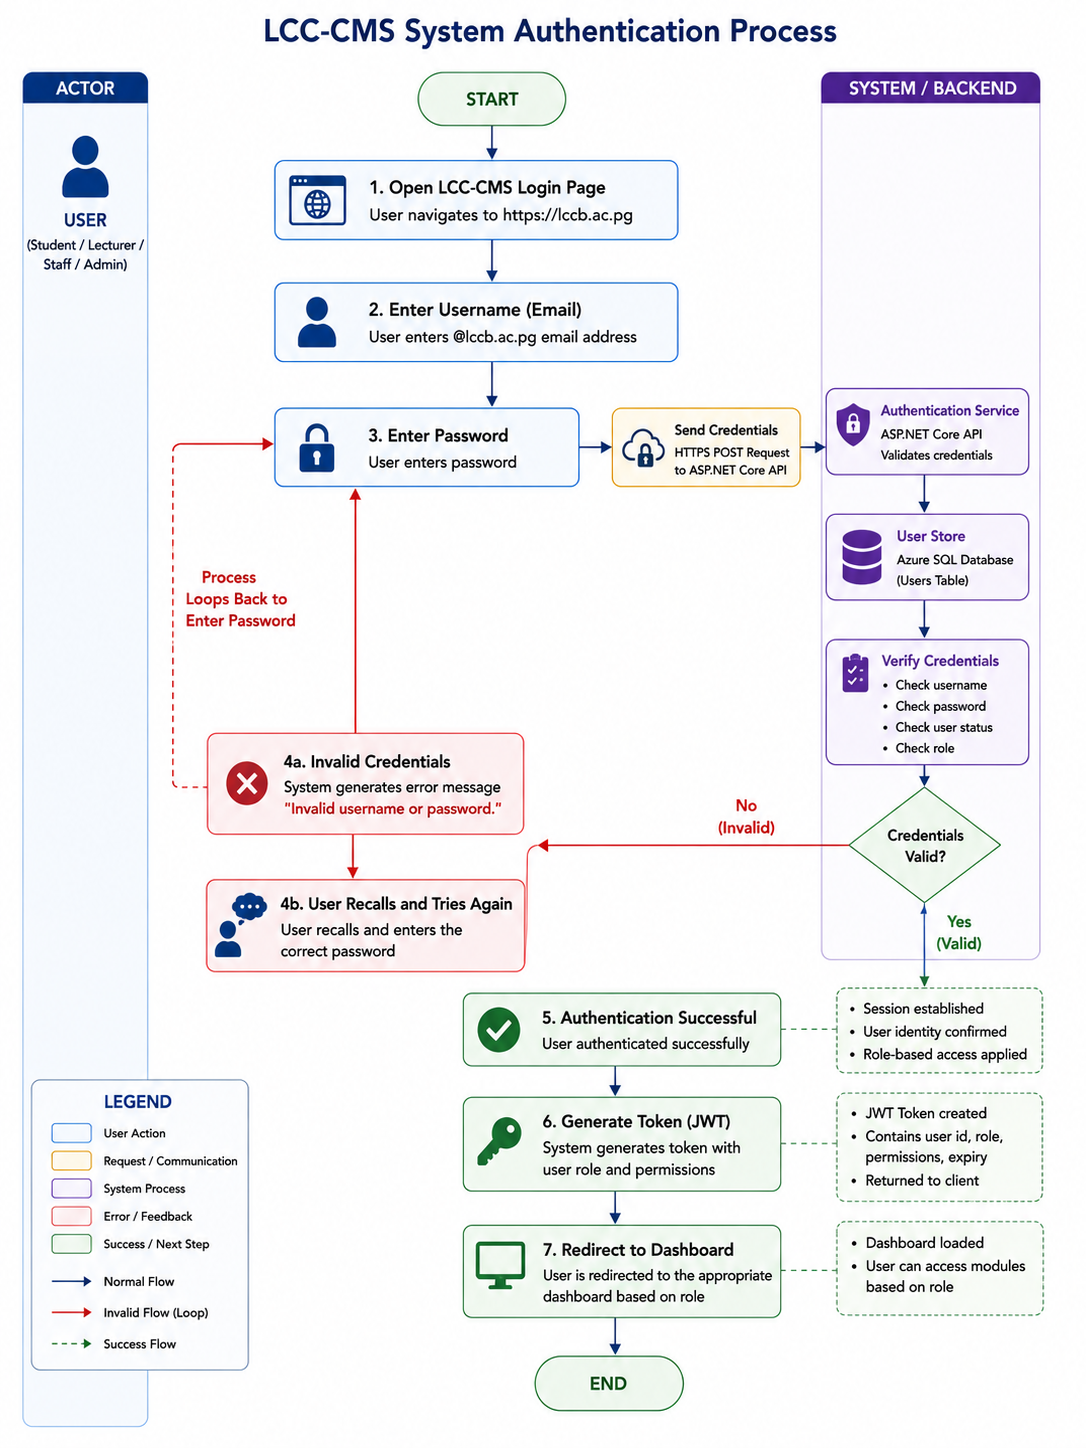 LCC-CMS System Authentication Process
ACTOR
USER
(Student / Lecturer /
Staff / Admin)
START
1. Open LCC-CMS Login Page
User navigates to https://lccb.ac.pg
2. Enter Username (Email)
User enters @lccb.ac.pg email address
3. Enter Password
User enters password
Send Credentials
HTTPS POST Request
to ASP.NET Core API
SYSTEM / BACKEND
Authentication Service
ASP.NET Core API
Validates credentials
User Store
Azure SQL Database
(Users Table)
Verify Credentials
• Check username
• Check password
• Check user status
• Check role
Credentials
Valid?
No
(Invalid)
Yes
(Valid)
Process
Loops Back to
Enter Password
4a. Invalid Credentials
System generates error message
"Invalid username or password."
4b. User Recalls and Tries Again
User recalls and enters the
correct password
5. Authentication Successful
User authenticated successfully
• Session established
• User identity confirmed
• Role-based access applied
6. Generate Token (JWT)
System generates token with
user role and permissions
• JWT Token created
• Contains user id, role,
permissions, expiry
• Returned to client
7. Redirect to Dashboard
User is redirected to the appropriate
dashboard based on role
• Dashboard loaded
• User can access modules
based on role
END
LEGEND
User Action
Request / Communication
System Process
Error / Feedback
Success / Next Step
Normal Flow
Invalid Flow (Loop)
Success Flow